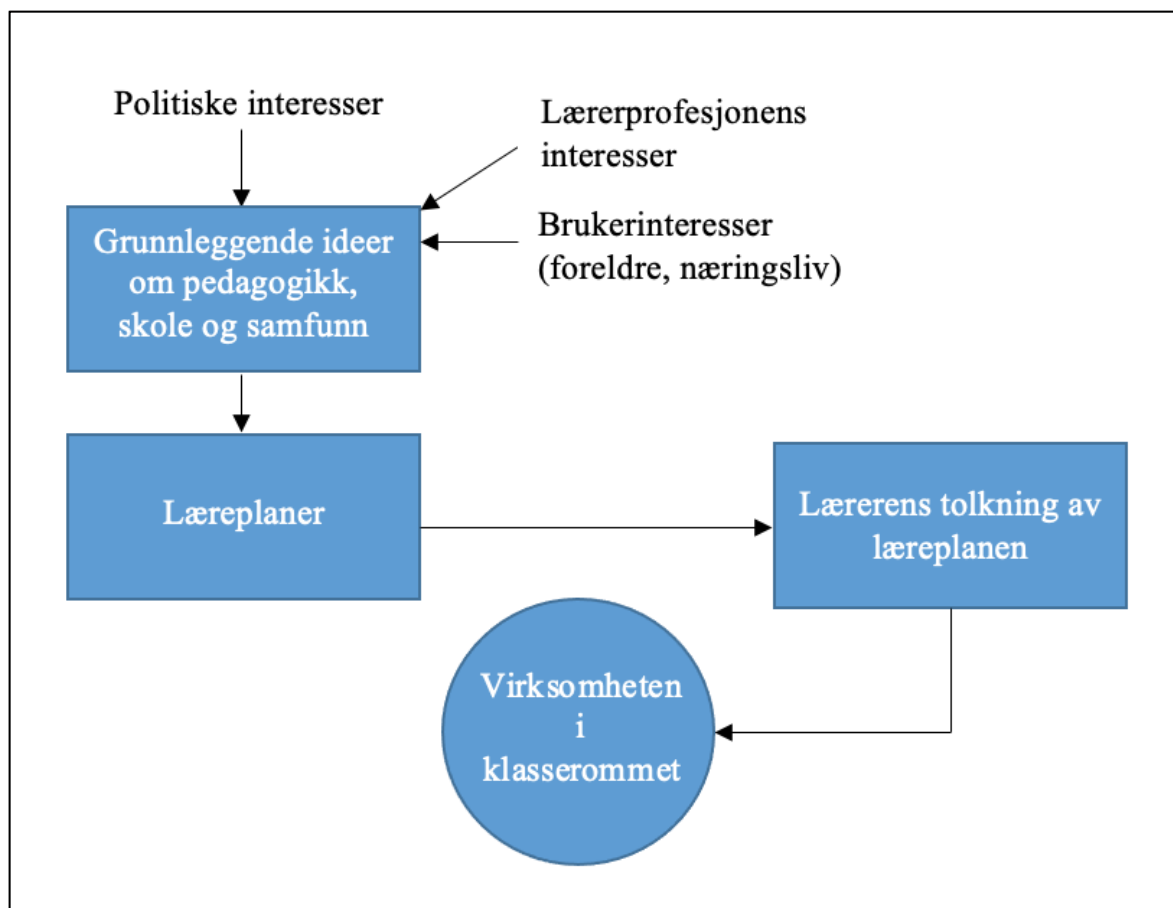 Politiske interesser
Lærerprofesjonens
interesser
Brukerinteresser
(foreldre, næringsliv)
Grunnleggende ideer
om pedagogikk,
skole og samfunn
Læreplaner
Lærerens tolkning av
læreplanen
Virksomheten
i
klasserommet